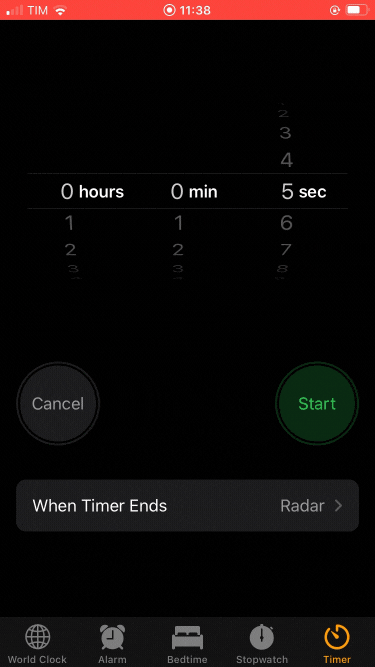 TIM 11:38
2
3
4
0 hours 0 min 5 sec
1 1 6
2 2 7
3 3 8
Cancel Start
When Timer Ends Radar
World Clock Alarm Bedtime Stopwatch Timer